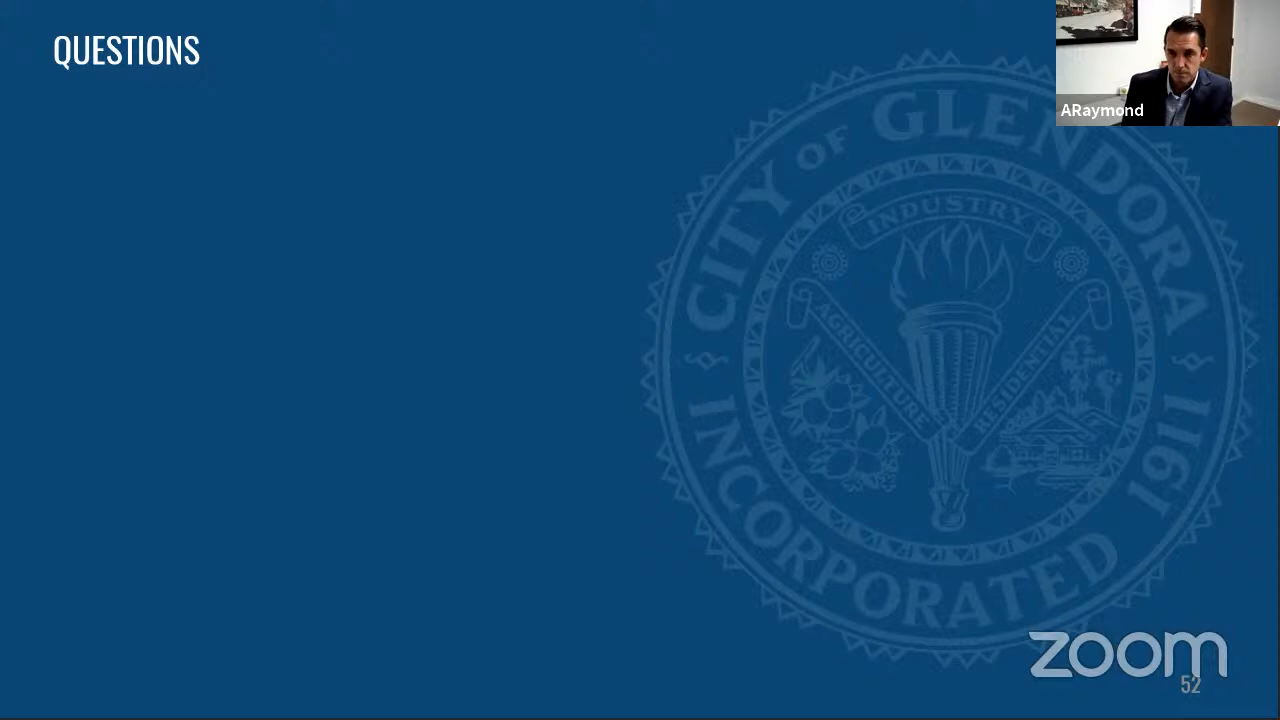 QUESTIONS
ARaymond
CITY OF GLENDORA
INDUSTRY
AGRICULTURE
RESIDENTIAL
INCORPORATED 1911
zoom
52